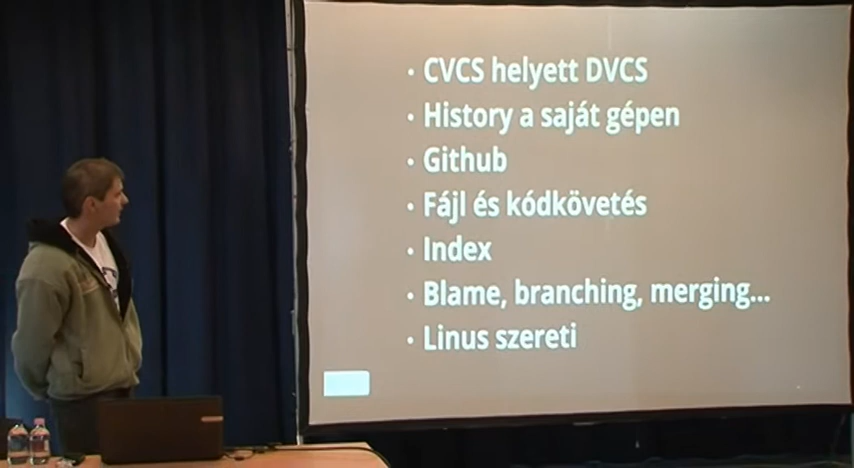 CVCS helyett DVCS
History a saját gépen
Github
Fájl és kódkövetés
Index
Blame, branching, merging...
Linus szereti